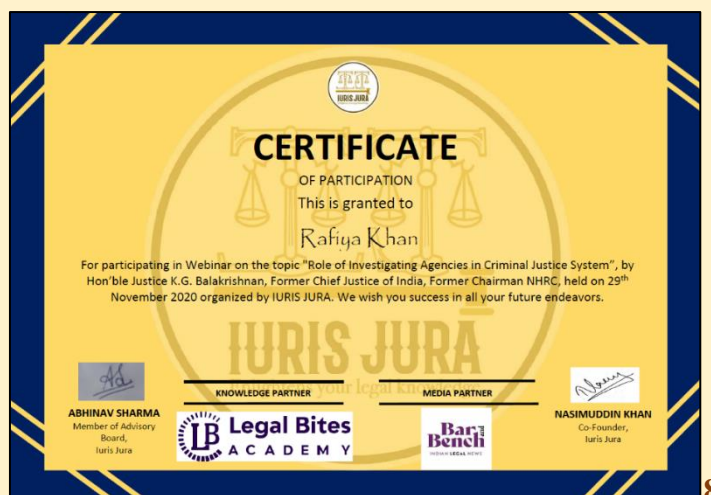 IURIS JURA
CERTIFICATE
OF PARTICIPATION
This is granted to
Rafiya Khan
For participating in Webinar on the topic "Role of Investigating Agencies in Criminal Justice System", by
Hon'ble Justice K.G. Balakrishnan, Former Chief Justice of India, Former Chairman NHRC, held on 29th
November 2020 organized by IURIS JURA. We wish you success in all your future endeavors.
IURIS JURA
your legal knowledge
KNOWLEDGE PARTNER
MEDIA PARTNER
ABHINAV SHARMA
Member of Advisory
Board,
Iuris Jura
LB Legal Bites
ACADEMY
Bar and
Bench
INDIAN LEGAL NEWS
NASIMUDDIN KHAN
Co-Founder,
Iuris Jura